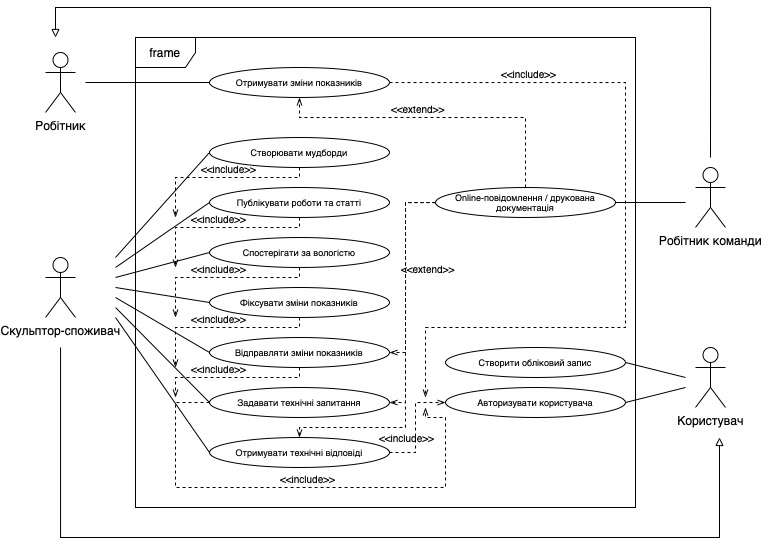 frame
Отримувати зміни показників
<<include>>
<<extend>>
Робітник
Створювати мудборди
<<include>>
Публікувати роботи та статті
Online-повідомлення / друкована
документація
<<include>>
Робітник команди
Спостерігати за вологістю
<<include>>
<<extend>>
Фіксувати зміни показників
<<include>>
Скульптор-споживач
Відправляти зміни показників
<<include>>
Створити обліковий запис
Задавати технічні запитання
Авторизувати користувача
Користувач
<<include>>
Отримувати технічні відповіді
<<include>>